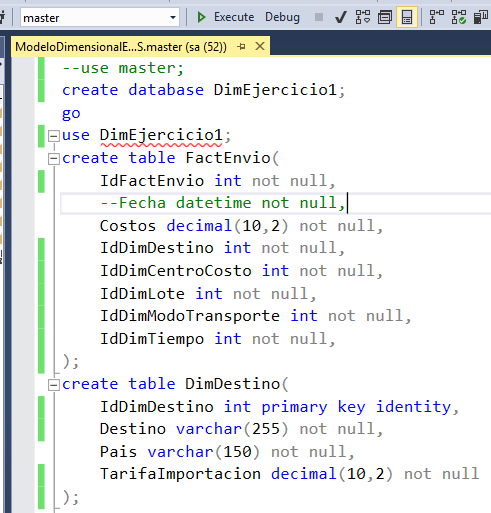 master
Execute
Debug
ModeloDimensionalE...S.master (sa (52))
--use master;
create database DimEjercicio1;
go
use DimEjercicio1;
create table FactEnvio(
IdFactEnvio int not null,
--Fecha datetime not null,
Costos decimal(10,2) not null,
IdDimDestino int not null,
IdDimCentroCosto int not null,
IdDimLote int not null,
IdDimModoTransporte int not null,
IdDimTiempo int not null,
);
create table DimDestino(
IdDimDestino int primary key identity,
Destino varchar(255) not null,
Pais varchar(150) not null,
TarifaImportacion decimal(10,2) not null
);